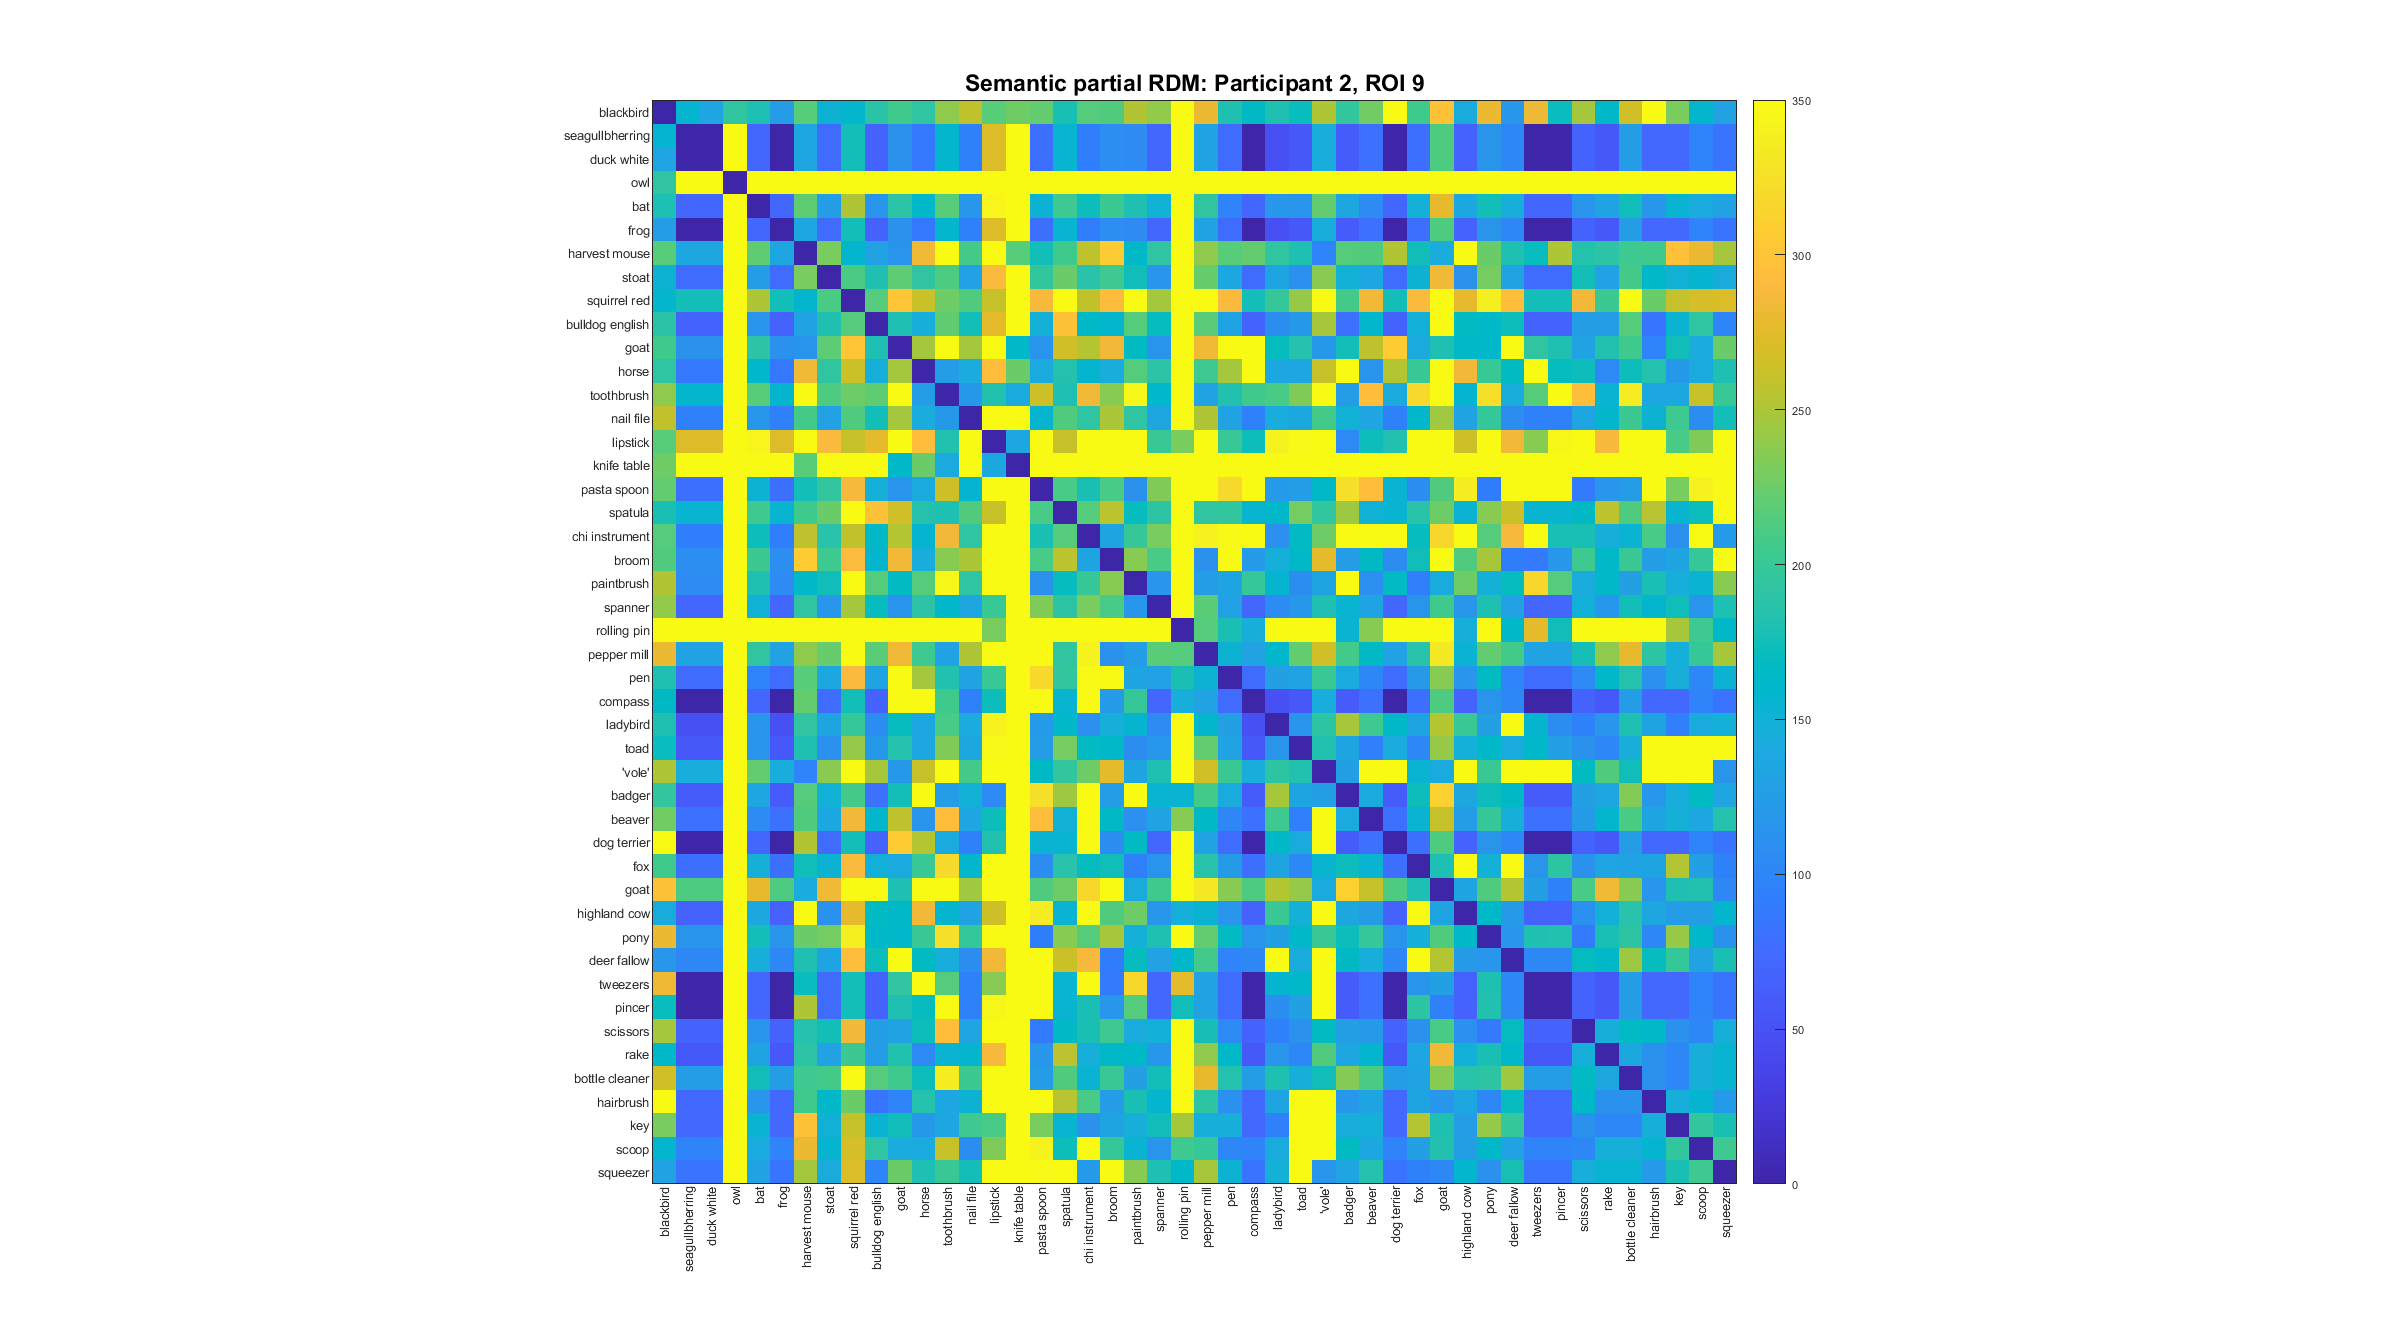 Semantic partial RDM: Participant 2, ROI 9
blackbird
seagullbherring
duck white
owl
bat
frog
harvest mouse
stoat
squirrel red
bulldog english
goat
horse
toothbrush
nail file
lipstick
knife table
pasta spoon
spatula
chi instrument
broom
paintbrush
spanner
rolling pin
pepper mill
pen
compass
ladybird
toad
'vole'
badger
beaver
dog terrier
fox
goat
highland cow
pony
deer fallow
tweezers
pincer
scissors
rake
bottle cleaner
hairbrush
key
scoop
squeezer
blackbird
seagullbherring
duck white
owl
bat
frog
harvest mouse
stoat
squirrel red
bulldog english
goat
horse
toothbrush
nail file
lipstick
knife table
pasta spoon
spatula
chi instrument
broom
paintbrush
spanner
rolling pin
pepper mill
pen
compass
ladybird
toad
'vole'
badger
beaver
dog terrier
fox
goat
highland cow
pony
deer fallow
tweezers
pincer
scissors
rake
bottle cleaner
hairbrush
key
scoop
squeezer
350
300
250
200
150
100
50
0